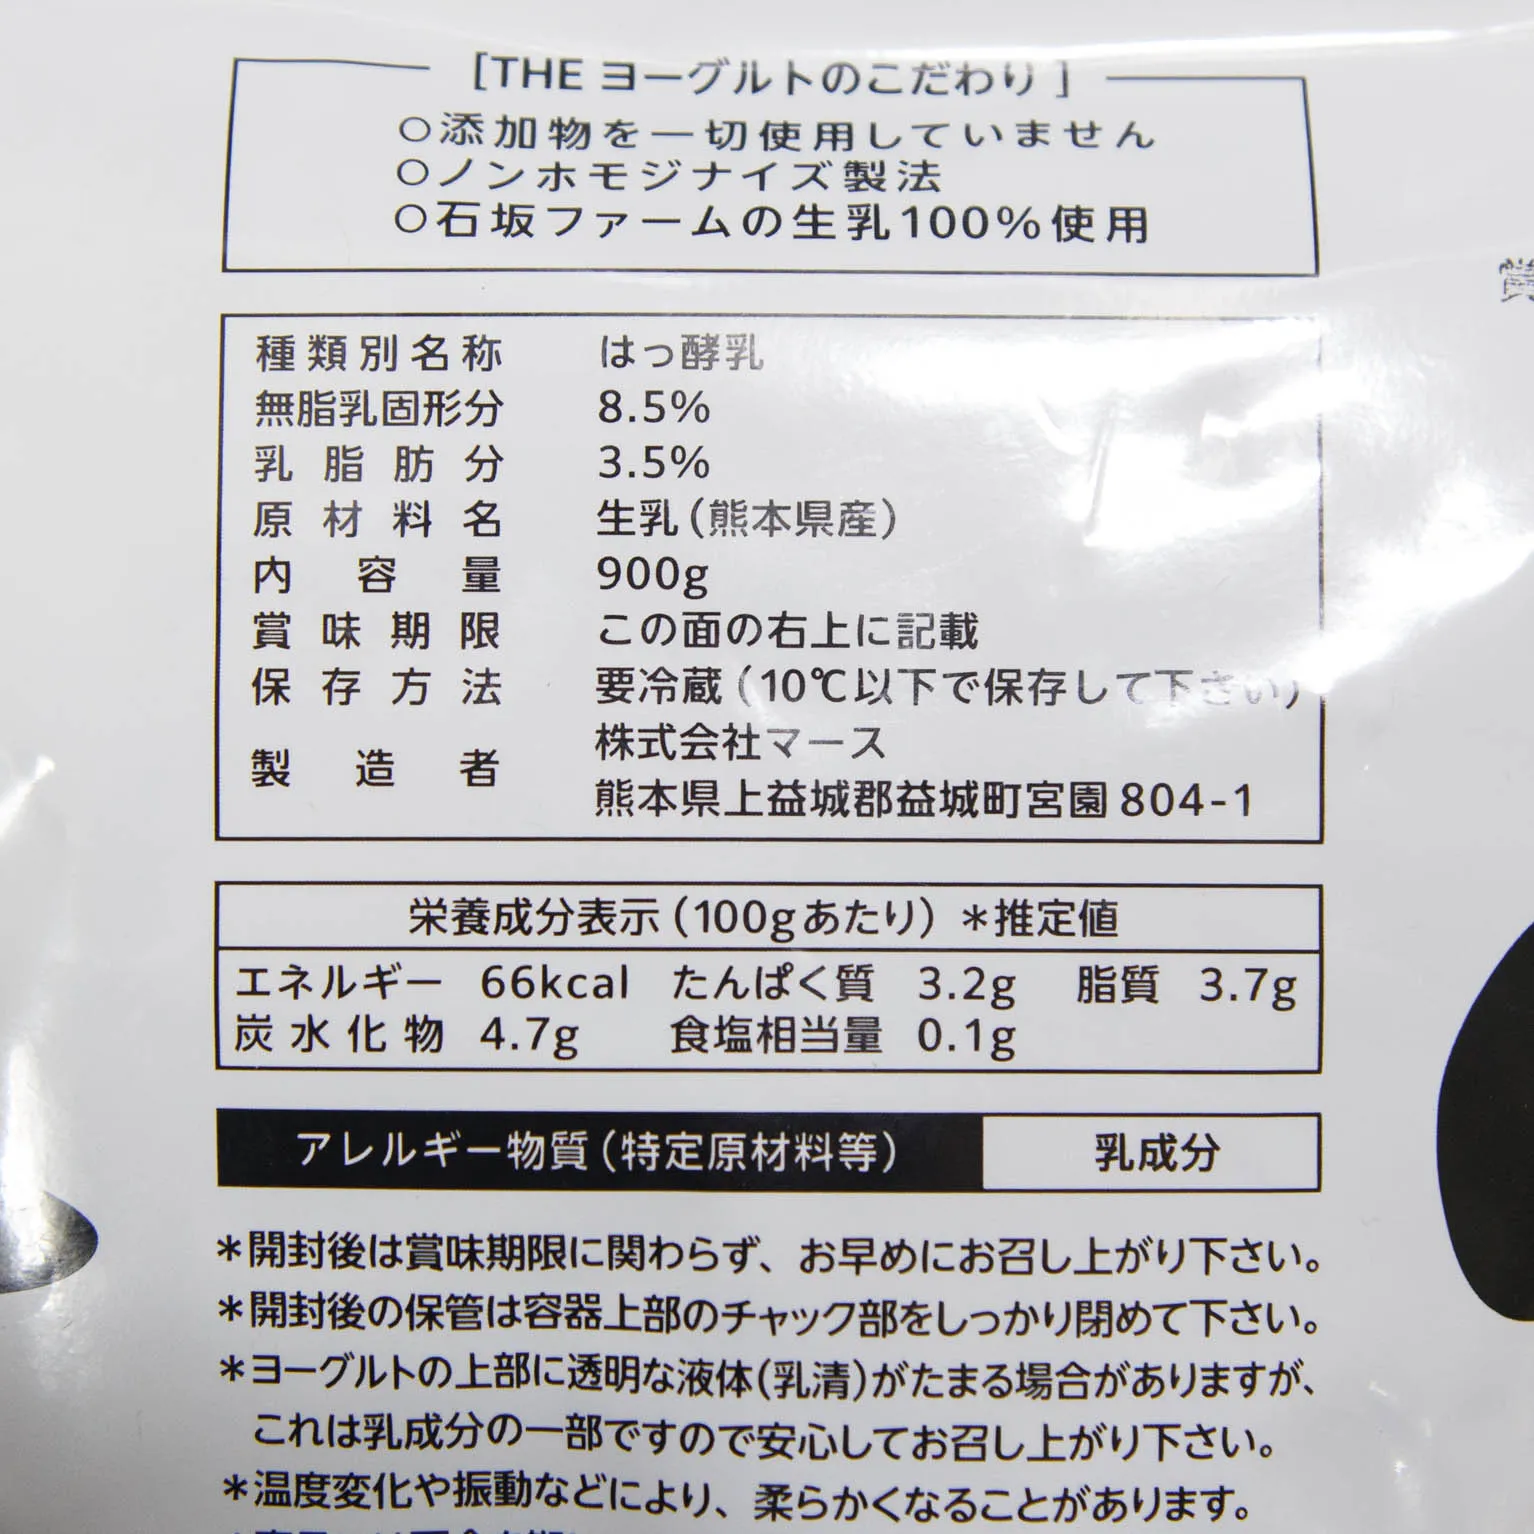 [THE ヨーグルトのこだわり]
○添加物を一切使用していません
○ノンホモジナイズ製法
○石坂ファームの生乳100%使用
種類別名称 はっ酵乳
無脂乳固形分 8.5%
乳脂肪分 3.5%
原材料名 生乳(熊本県産)
内容量 900g
賞味期限 この面の右上に記載
保存方法 要冷蔵(10℃以下で保存して下さい)
製造者 株式会社マース
熊本県上益城郡益城町宮園804-1
栄養成分表示(100gあたり) *推定値
エネルギー 66kcal たんぱく質 3.2g 脂質 3.7g
炭水化物 4.7g 食塩相当量 0.1g
アレルギー物質(特定原材料等) 乳成分
*開封後は賞味期限に関わらず、お早めにお召し上がり下さい。
*開封後の保管は容器上部のチャック部をしっかり閉めて下さい。
*ヨーグルトの上部に透明な液体(乳清)がたまる場合がありますが、
これは乳成分の一部ですので安心してお召し上がり下さい。
*温度変化や振動などにより、柔らかくなることがあります。